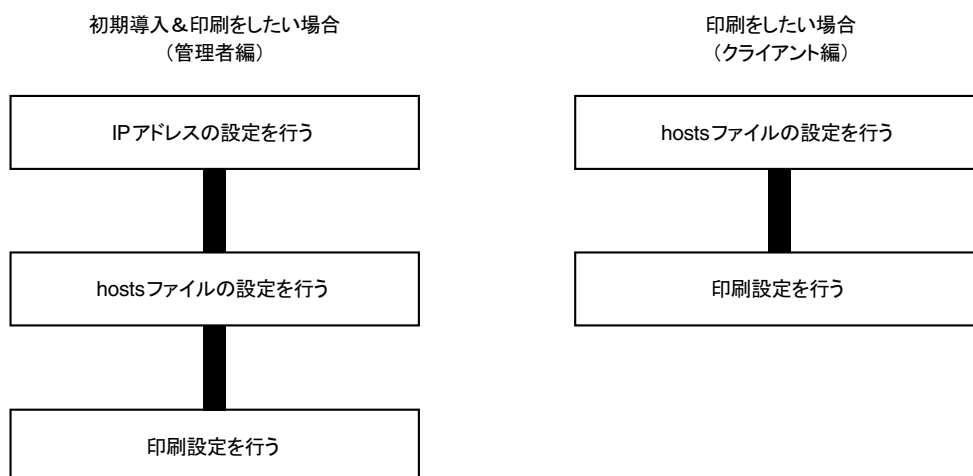 初期導入＆印刷をしたい場合
（管理者編）
IPアドレスの設定を行う
hostsファイルの設定を行う
印刷設定を行う
印刷をしたい場合
（クライアント編）
hostsファイルの設定を行う
印刷設定を行う